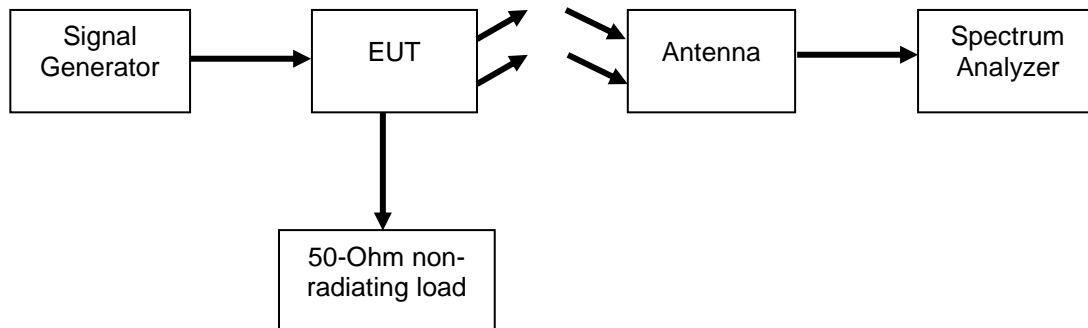 Signal
Generator
EUT
Antenna
Spectrum
Analyzer
50-Ohm non-
radiating load